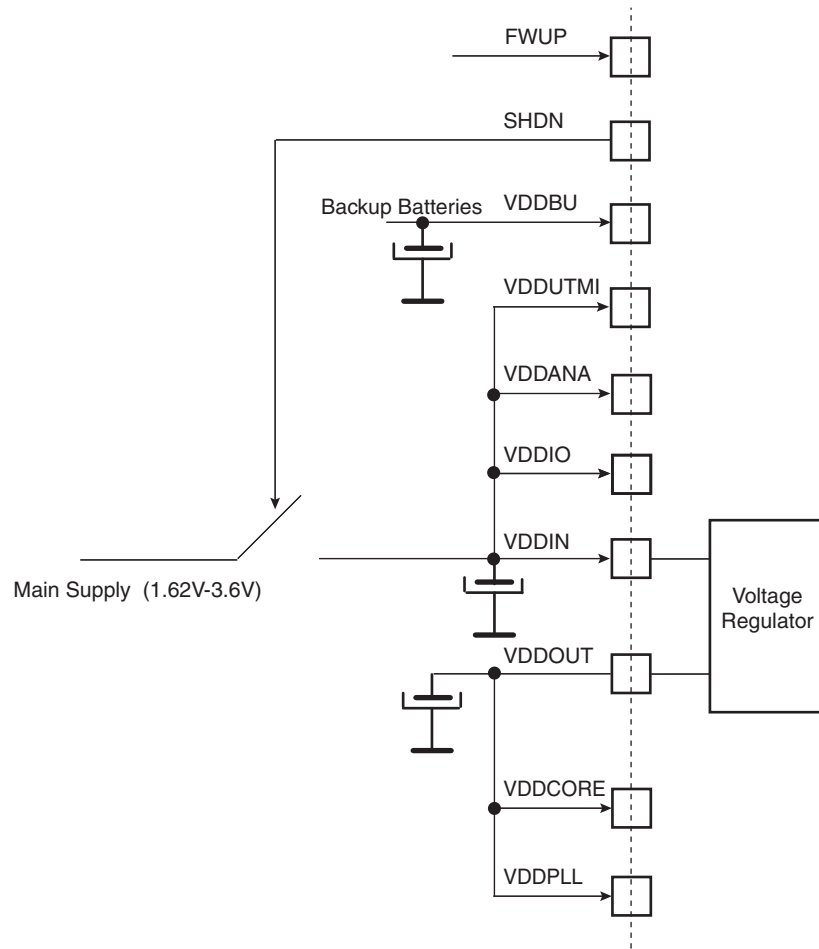 FWUP
SHDN
Backup Batteries
VDDBU
VDDUTMI
VDDANA
VDDIO
VDDIN
Main Supply (1.62V-3.6V)
Voltage
Regulator
VDDOUT
VDDCORE
VDDPLL